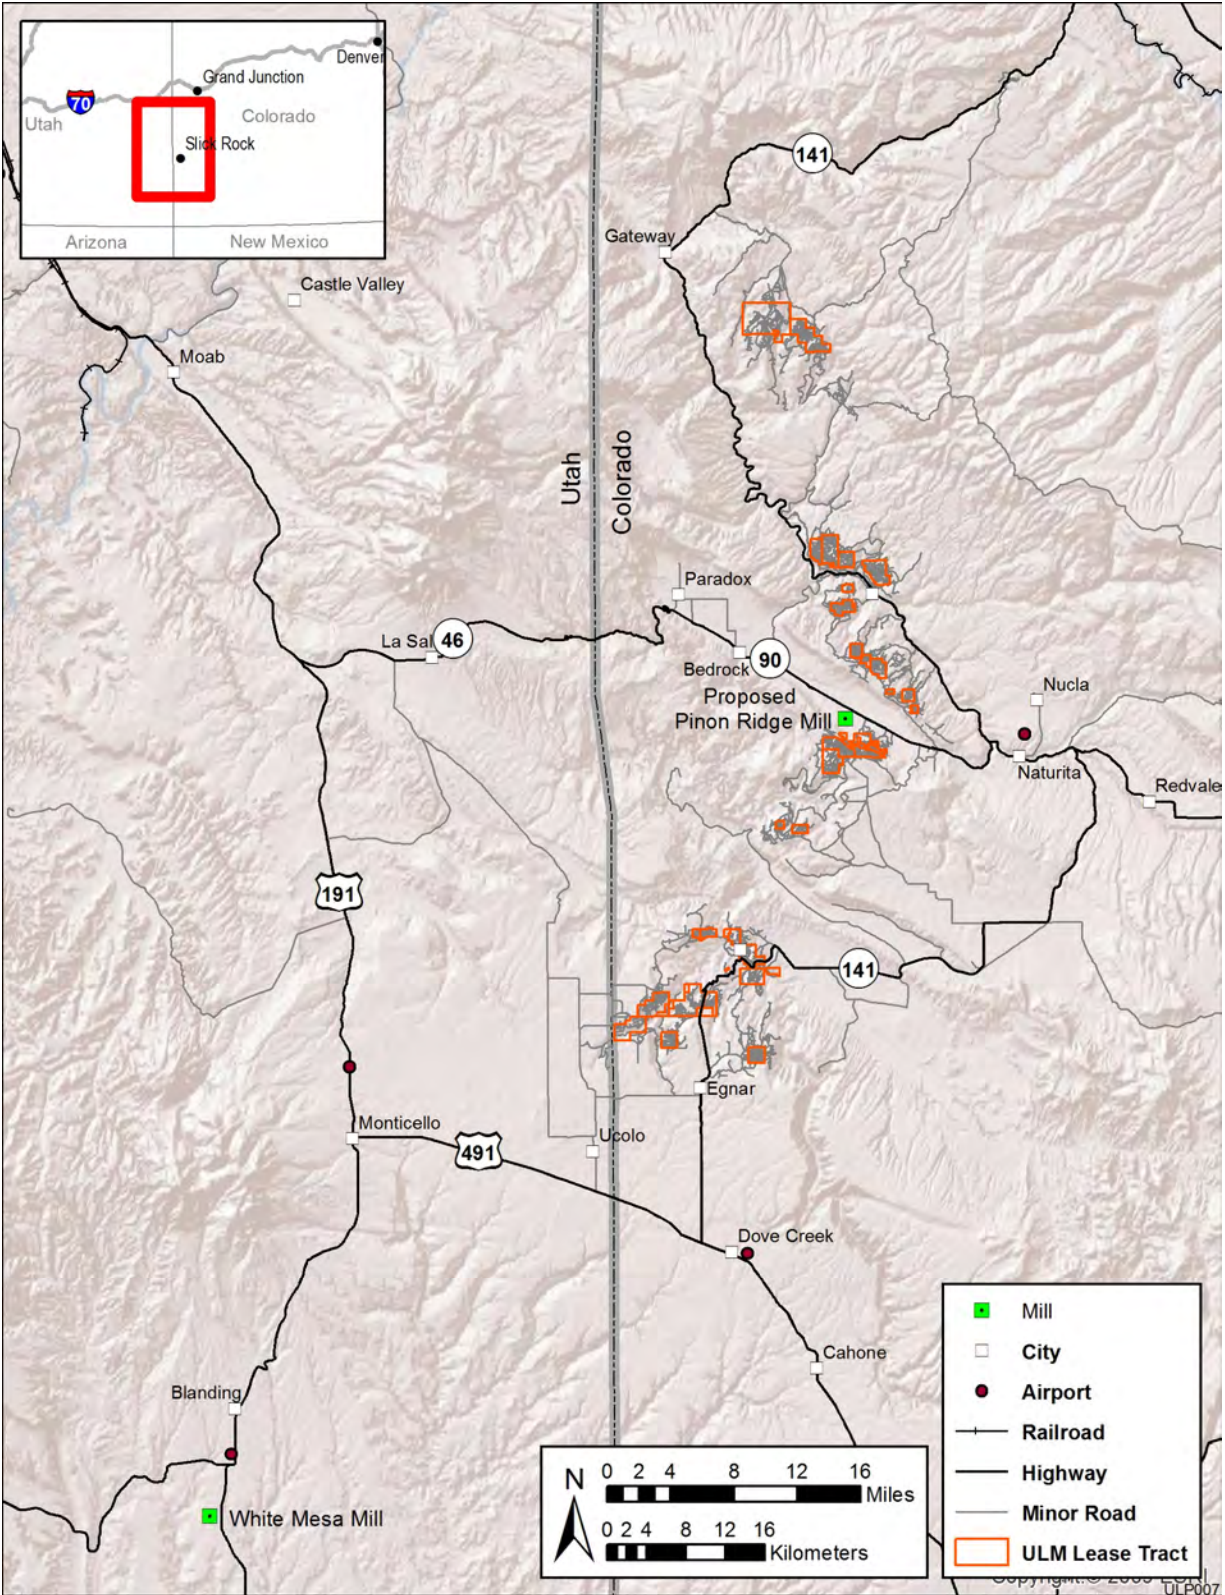 Denver
Grand Junction
70
Utah
Colorado
Slick Rock
Arizona
New Mexico
141
Gateway
Castle Valley
Moab
Utah
Colorado
Paradox
La Sal
46
Bedrock
90
Nucla
Proposed
Pinon Ridge Mill
Naturita
Redvale
191
141
Egnar
Monticello
Ucolo
491
Dove Creek
Cahone
Blanding
White Mesa Mill
Mill
City
Airport
Railroad
Highway
Minor Road
ULM Lease Tract
N
0 2 4 8 12 16
Miles
0 2 4 8 12 16
Kilometers
ULP007